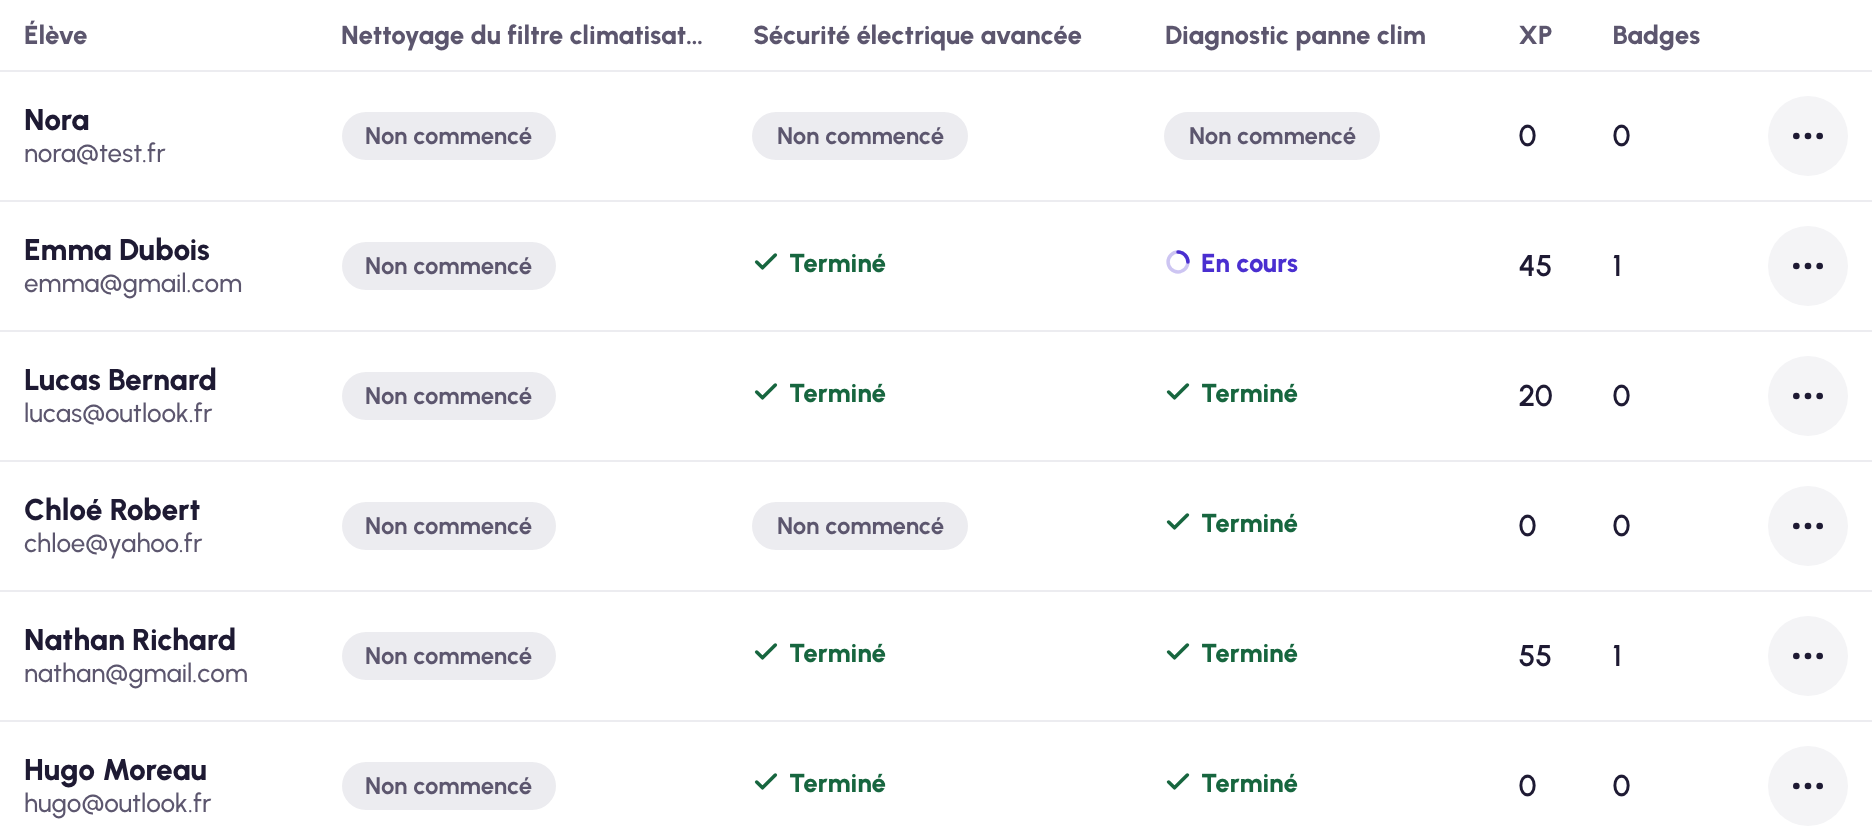 Élève Nettoyage du filtre climatisat... Sécurité électrique avancée Diagnostic panne clim XP Badges
Nora
nora@test.fr
Non commencé Non commencé Non commencé 0 0
Emma Dubois
emma@gmail.com
Non commencé Terminé En cours 45 1
Lucas Bernard
lucas@outlook.fr
Non commencé Terminé Terminé 20 0
Chloé Robert
chloe@yahoo.fr
Non commencé Non commencé Terminé 0 0
Nathan Richard
nathan@gmail.com
Non commencé Terminé Terminé 55 1
Hugo Moreau
hugo@outlook.fr
Non commencé Terminé Terminé 0 0